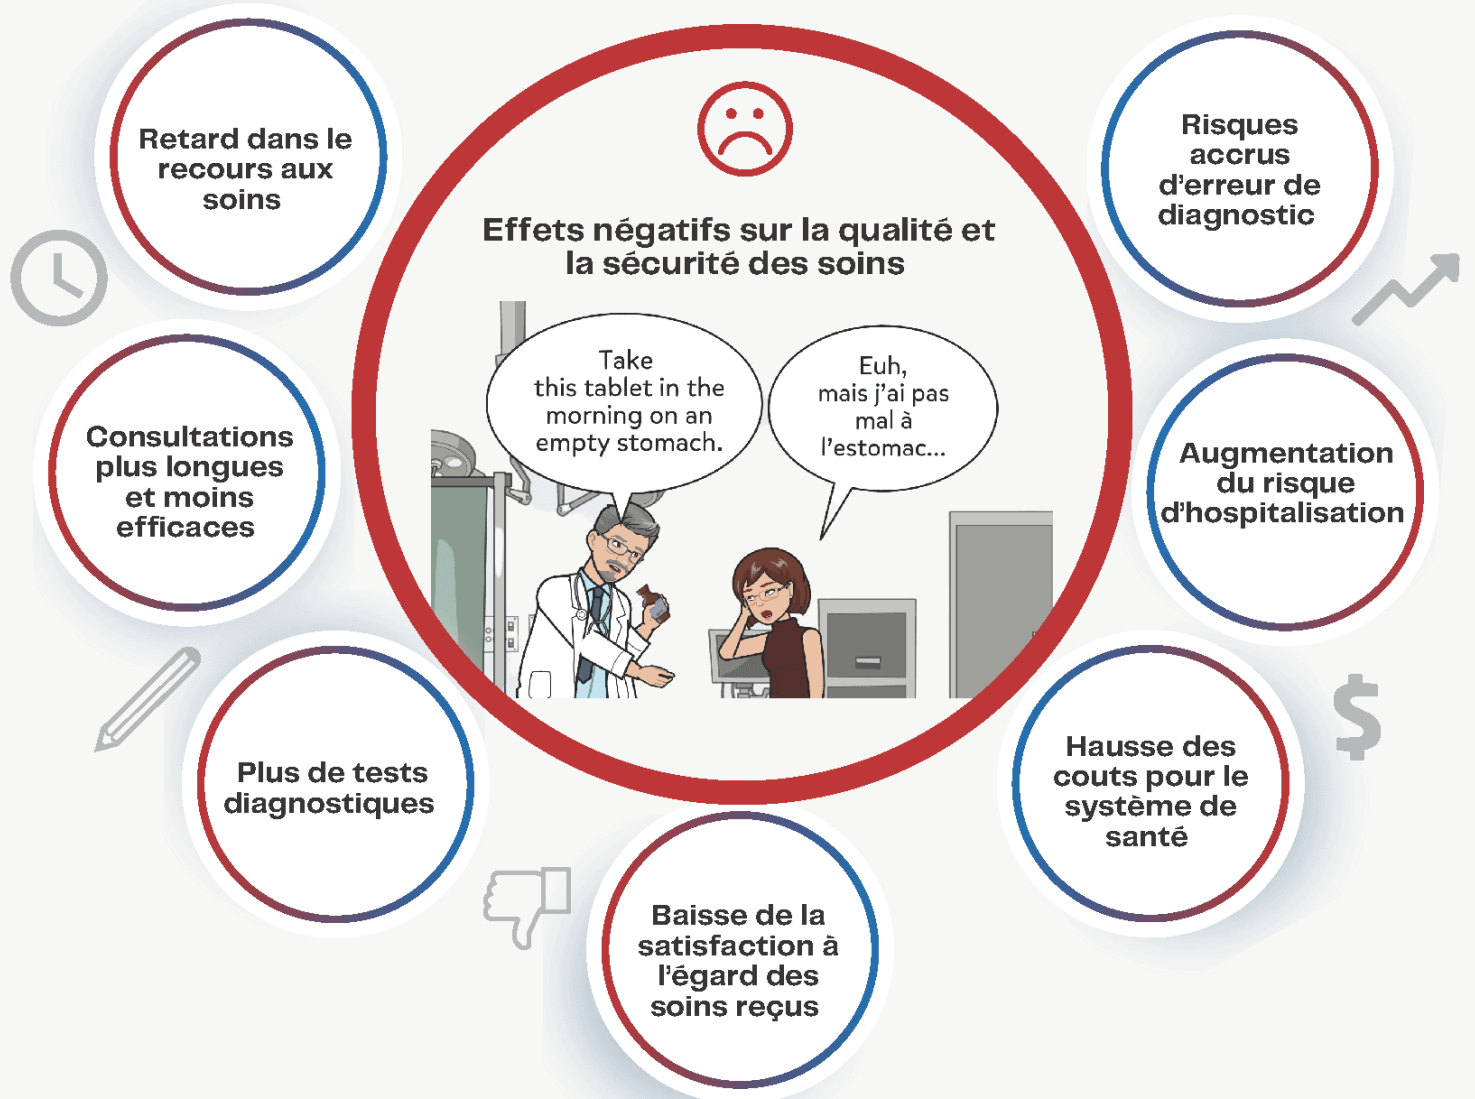 Effets négatifs sur la qualité et
la sécurité des soins
Take
this tablet in the
morning on an
empty stomach.
Euh,
mais j'ai pas
mal à
l'estomac...
Retard dans le
recours aux
soins
Consultations
plus longues
et moins
efficaces
Plus de tests
diagnostiques
Baisse de la
satisfaction à
l'égard des
soins reçus
Hausse des
couts pour le
système de
santé
Augmentation
du risque
d'hospitalisation
Risques
accrus
d'erreur de
diagnostic
$